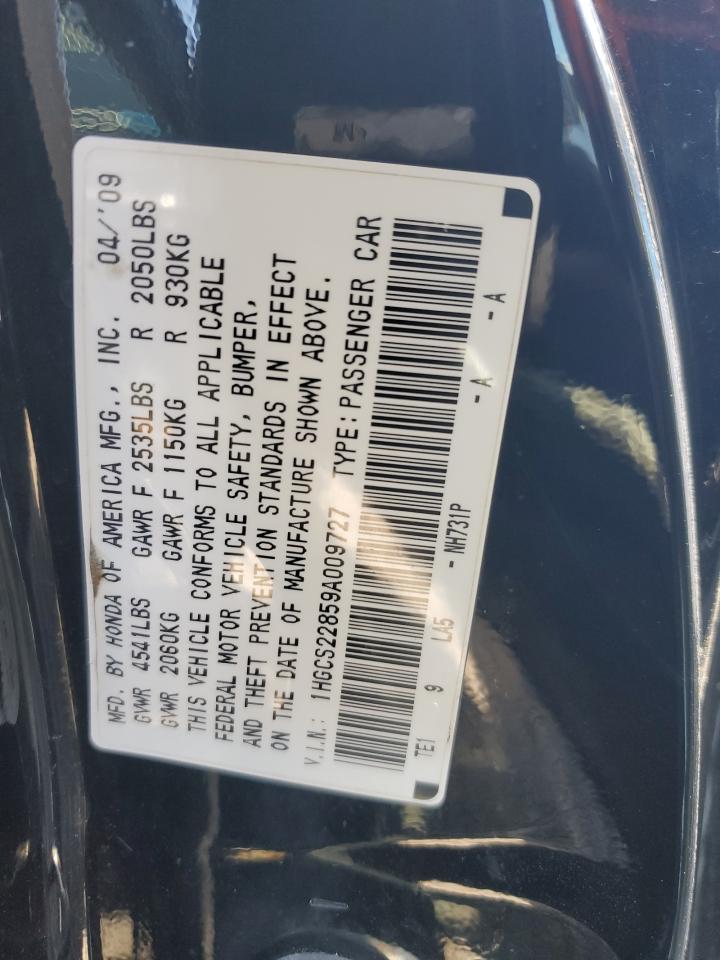 MFD. BY HONDA OF AMERICA MFG., INC. 04/'09
GVWR 4541LBS GAWR F 2535LBS R 2050LBS
GVWR 2060KG GAWR F 1150KG R 930KG
THIS VEHICLE CONFORMS TO ALL APPLICABLE
FEDERAL MOTOR VEHICLE SAFETY, BUMPER,
AND THEFT PREVENTION STANDARDS IN EFFECT
ON THE DATE OF MANUFACTURE SHOWN ABOVE.
V.I.N.: 1HGCS22859A009727 TYPE: PASSENGER CAR
TE1 9 LA5 - NH731P - A - A